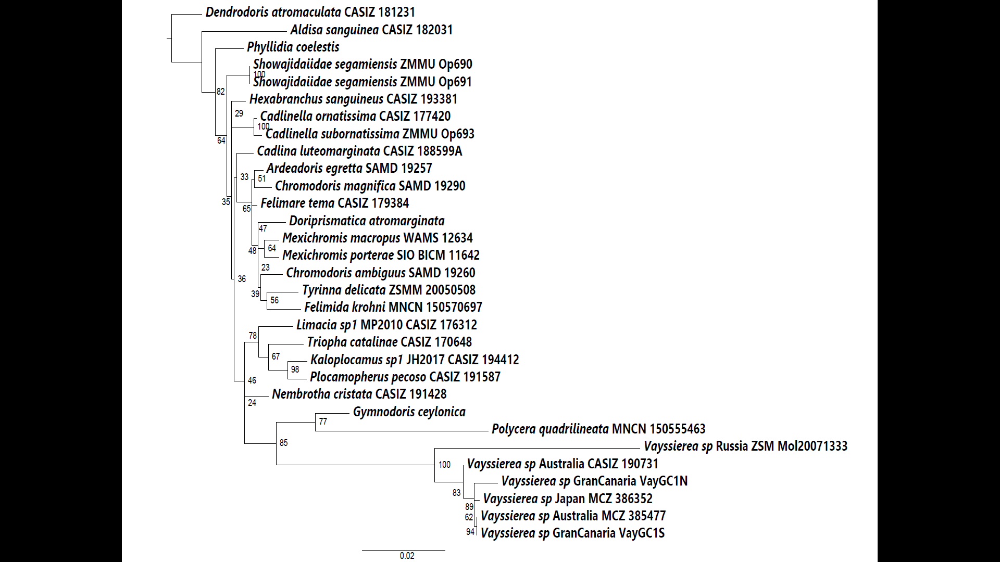 Dendrodoris atromaculata CASIZ 181231
Aldisa sanguinea CASIZ 182031
Phyllidia coelestis
Showajidaiidae segamiensis ZMMU Op690
100
Showajidaiidae segamiensis ZMMU Op691
82
Hexabranchus sanguineus CASIZ 193381
29
Cadlinella ornatissima CASIZ 177420
100
Cadlinella subornatissima ZMMU Op693
64
Cadlina luteomarginata CASIZ 188599A
Ardeadoris egretta SAMD 19257
33
51
Chromodoris magnifica SAMD 19290
35
Felimare tema CASIZ 179384
65
Doriprismatica atromarginata
47
Mexichromis macropus WAMS 12634
64
48
Mexichromis porterae SIO BICM 11642
23
Chromodoris ambiguus SAMD 19260
36
Tyrinna delicata ZSMM 20050508
39
56
Felimida krohni MNCN 150570697
Limacia sp1 MP2010 CASIZ 176312
78
Triopha catalinae CASIZ 170648
67
Kaloplocamus sp1 JH2017 CASIZ 194412
98
Plocamopherus pecoso CASIZ 191587
46
Nembrotha cristata CASIZ 191428
24
Gymnodoris ceylonica
77
Polycera quadrilineata MNCN 150555463
85
Vayssierea sp Russia ZSM Mol20071333
100
Vayssierea sp Australia CASIZ 190731
Vayssierea sp GranCanaria VayGC1N
83
Vayssierea sp Japan MCZ 386352
89
62
Vayssierea sp Australia MCZ 385477
94
Vayssierea sp GranCanaria VayGC1S
0.02